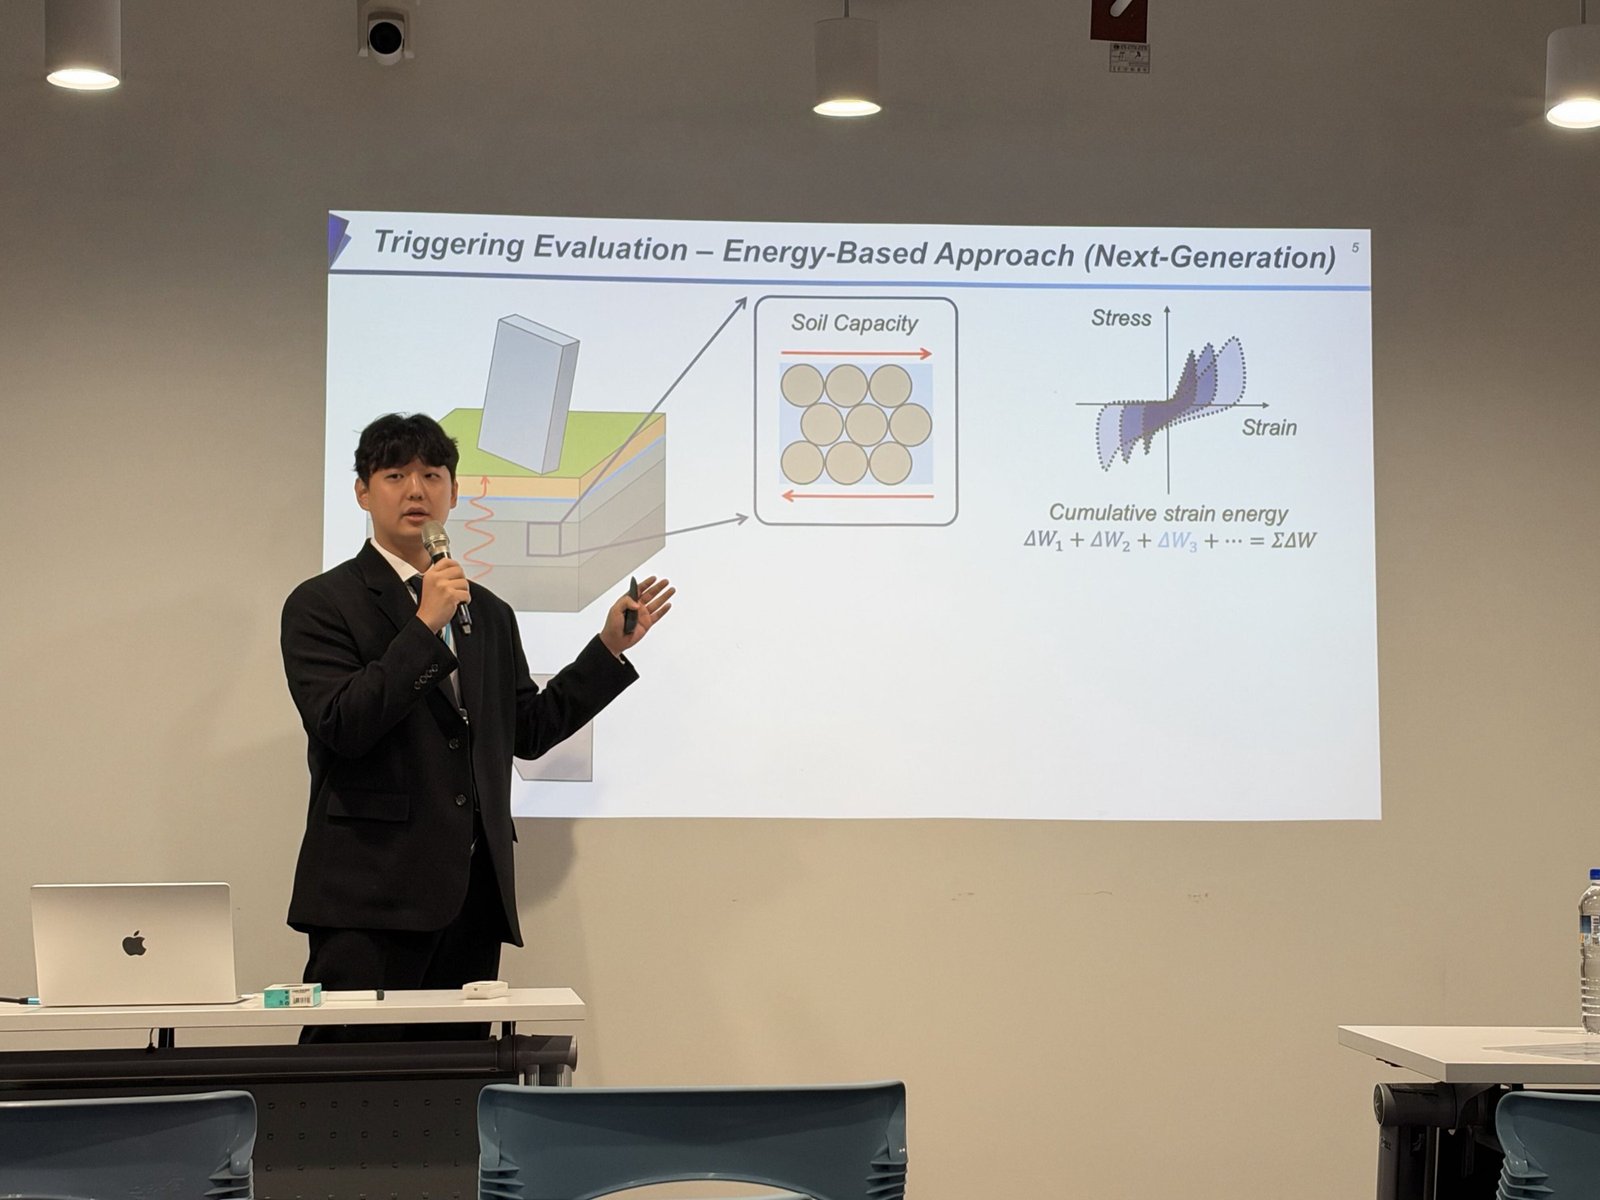 Triggering Evaluation – Energy-Based Approach (Next-Generation)
5
Soil Capacity
Stress
Strain
Cumulative strain energy
ΔW₁ + ΔW₂ + ΔW₃ + ⋯ = ΣΔW